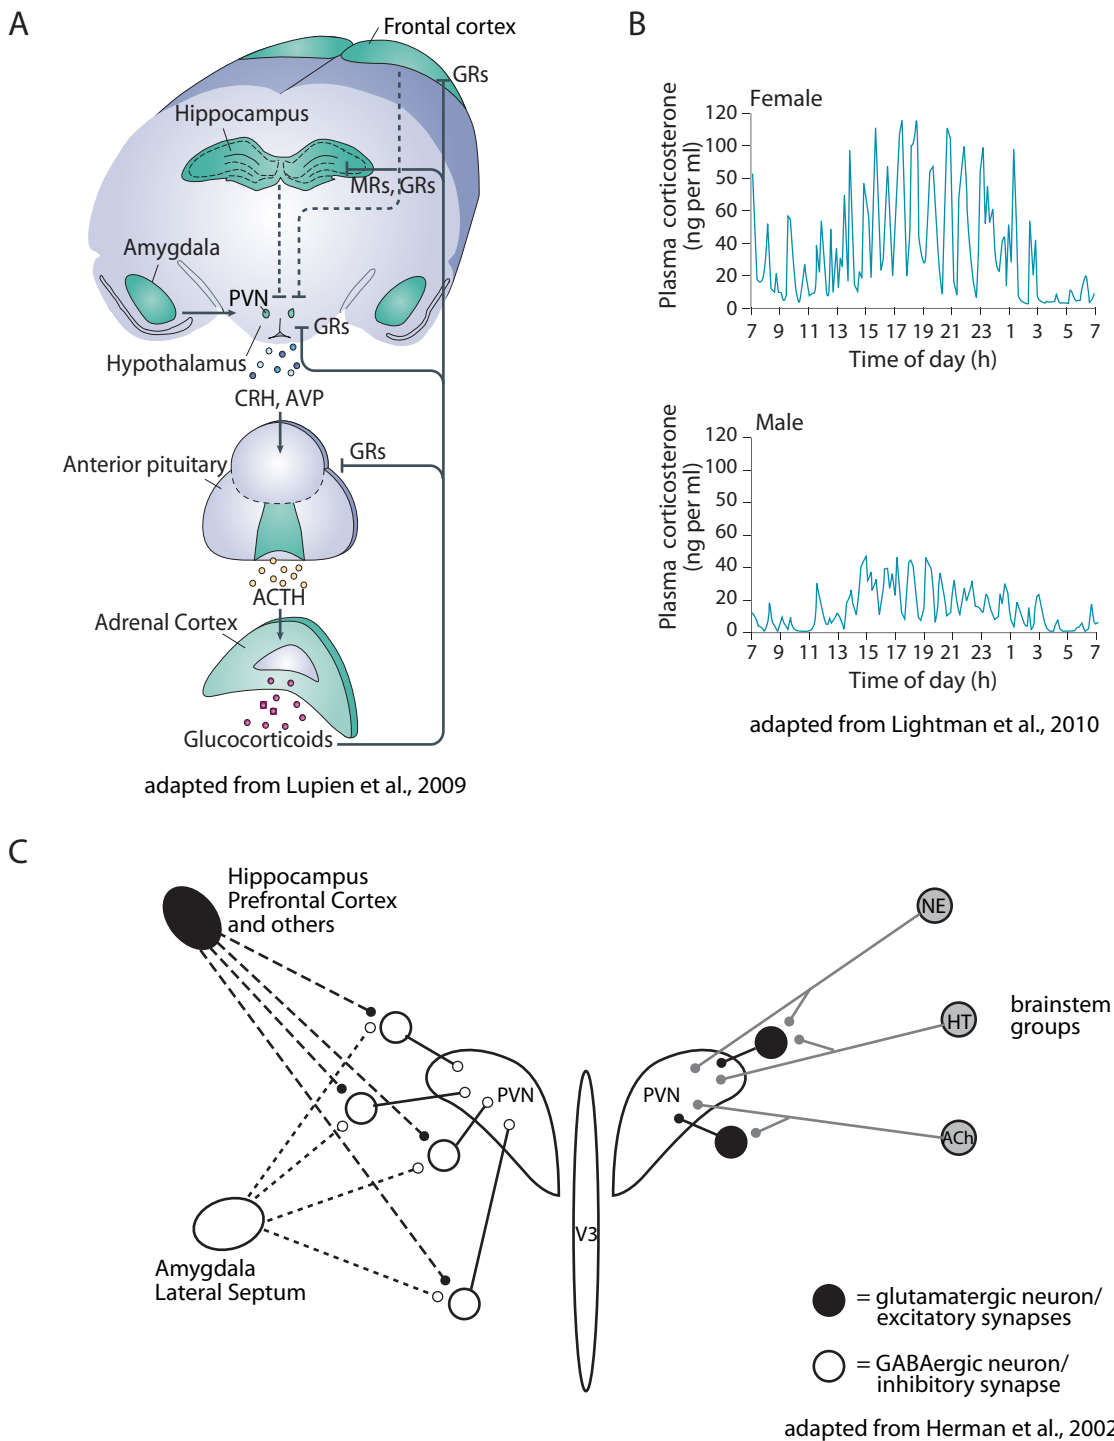 A
Frontal cortex
GRs
Hippocampus
MRs, GRs
Amygdala
PVN
GRs
Hypothalamus
CRH, AVP
GRs
Anterior pituitary
ACTH
Adrenal Cortex
Glucocorticoids
adapted from Lupien et al., 2009
B
Female
Plasma corticosterone
(ng per ml)
120
100
50
60
40
20
0
7 9 11 13 15 17 19 21 23 1 3 5 7
Time of day (h)
Male
Plasma corticosterone
(ng per ml)
120
100
50
60
40
20
0
7 9 11 13 15 17 19 21 23 1 3 5 7
Time of day (h)
adapted from Lightman et al., 2010
C
Hippocampus
Prefrontal Cortex
and others
NE
brainstem
groups
HT
PVN
PVN
ACh
V3
Amygdala
Lateral Septum
= glutamatergic neuron/
excitatory synapses
= GABAergic neuron/
inhibitory synapse
adapted from Herman et al., 2002